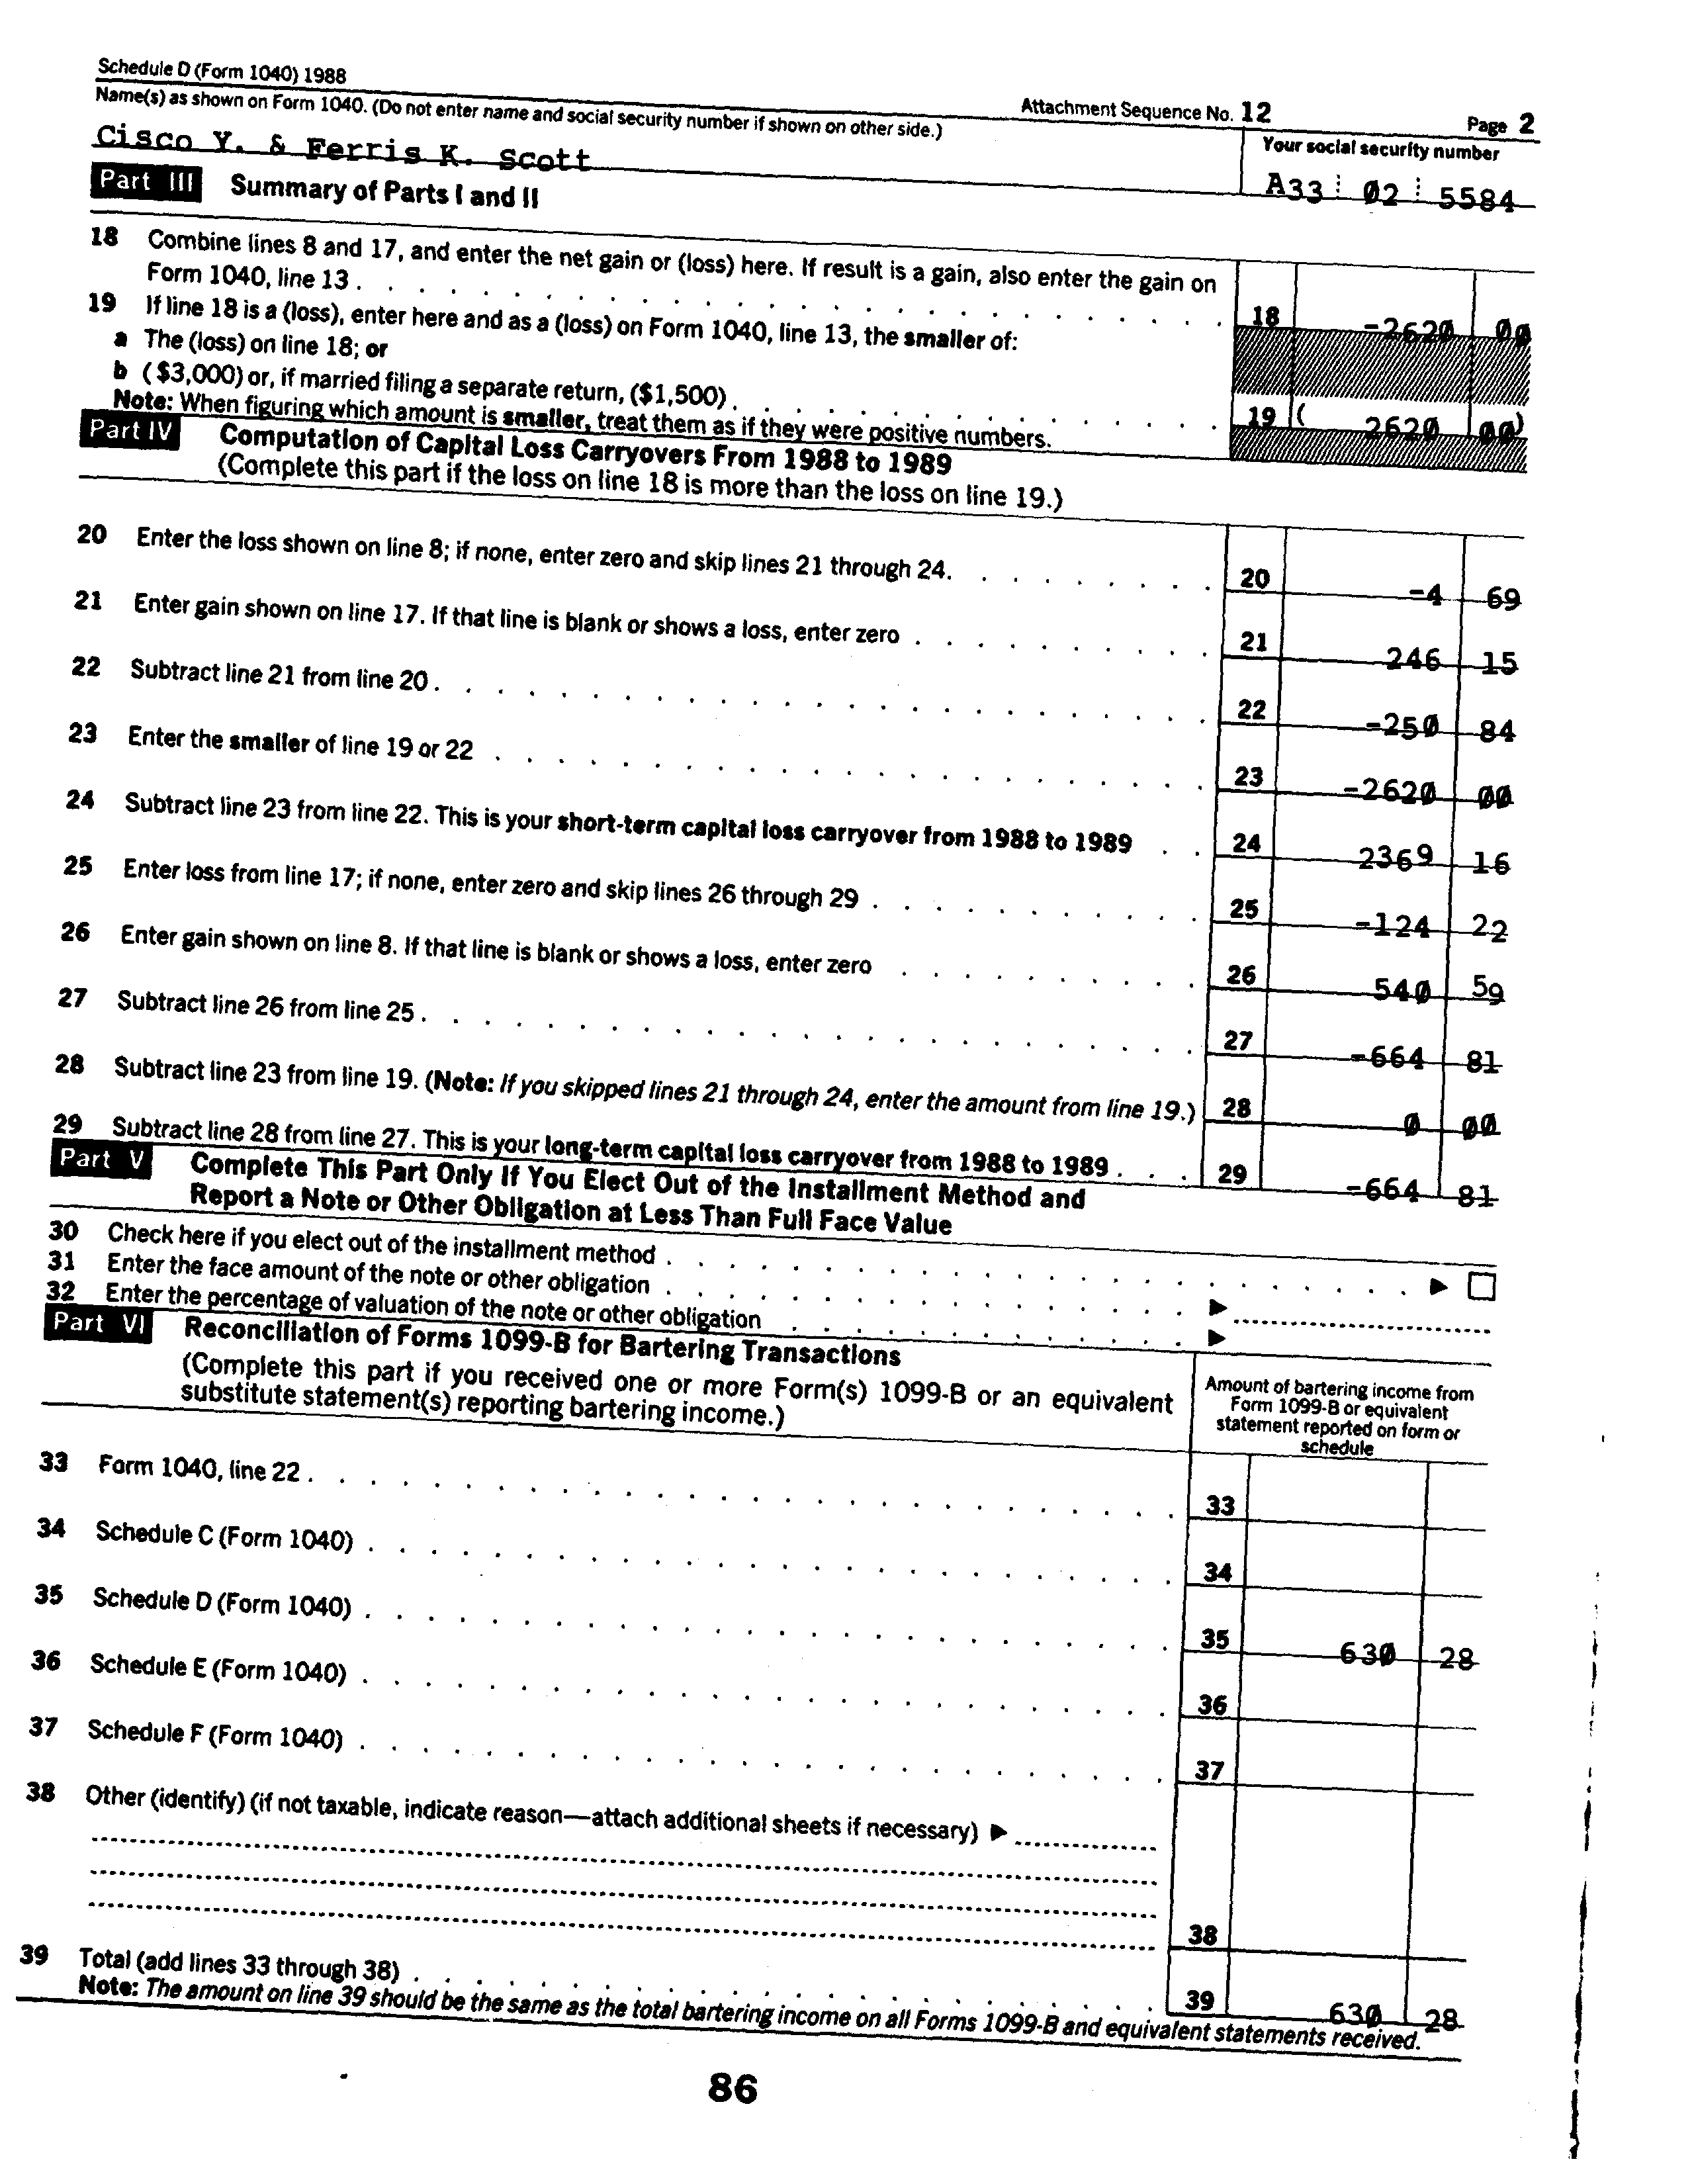 Schedule D (Form 1040) 1988
Attachment Sequence No. 12
Page 2
Name(s) as shown on Form 1040. (Do not enter name and social security number if shown on other side.)
Your social security number
Cisco Y. & Ferris K. Scott
A33 02 5584
Part III Summary of Parts I and II
18 Combine lines 8 and 17, and enter the net gain or (loss) here. If result is a gain, also enter the gain on
Form 1040, line 13 . . . . . . . . . . . . . . . . 18 -2620 00
19 If line 18 is a (loss), enter here and as a (loss) on Form 1040, line 13, the smaller of:
a The (loss) on line 18; or
b ($3,000) or, if married filing a separate return, ($1,500) . . . . . . . . . . . . 19 ( 2620 00)
Note: When figuring which amount is smaller, treat them as if they were positive numbers.
Part IV Computation of Capital Loss Carryovers From 1988 to 1989
(Complete this part if the loss on line 18 is more than the loss on line 19.)
20 Enter the loss shown on line 8; if none, enter zero and skip lines 21 through 24. . . . . . . . . 20 -4 69
21 Enter gain shown on line 17. If that line is blank or shows a loss, enter zero . . . . . . . . . . 21 246 15
22 Subtract line 21 from line 20 . . . . . . . . . . . . . . . . 22 -250 84
23 Enter the smaller of line 19 or 22 . . . . . . . . . . . . . . . . 23 -2620 00
24 Subtract line 23 from line 22. This is your short-term capital loss carryover from 1988 to 1989 . . 24 2369 16
25 Enter loss from line 17; if none, enter zero and skip lines 26 through 29 . . . . . . . . . . . 25 -124 22
26 Enter gain shown on line 8. If that line is blank or shows a loss, enter zero . . . . . . . . . . 26 540 59
27 Subtract line 26 from line 25 . . . . . . . . . . . . . . . . 27 -664 81
28 Subtract line 23 from line 19. (Note: If you skipped lines 21 through 24, enter the amount from line 19.) 28 0 00
29 Subtract line 28 from line 27. This is your long-term capital loss carryover from 1988 to 1989 . . . 29 -664 81
Part V Complete This Part Only If You Elect Out of the Installment Method and
Report a Note or Other Obligation at Less Than Full Face Value
30 Check here if you elect out of the installment method . . . . . . . . . . . . . . . . ▶ ☐
31 Enter the face amount of the note or other obligation . . . . . . . . . . . . . . . . ▶
32 Enter the percentage of valuation of the note or other obligation . . . . . . . . . . . . . . ▶
Part VI Reconciliation of Forms 1099-B for Bartering Transactions
(Complete this part if you received one or more Form(s) 1099-B or an equivalent
substitute statement(s) reporting bartering income.)
Amount of bartering income from
Form 1099-B or equivalent
statement reported on form or
schedule
33 Form 1040, line 22 . . . . . . . . . . . . . . . . 33
34 Schedule C (Form 1040) . . . . . . . . . . . . . . . . 34
35 Schedule D (Form 1040) . . . . . . . . . . . . . . . . 35 630 28
36 Schedule E (Form 1040) . . . . . . . . . . . . . . . . 36
37 Schedule F (Form 1040) . . . . . . . . . . . . . . . . 37
38 Other (identify) (if not taxable, indicate reason—attach additional sheets if necessary) ▶
38
39 Total (add lines 33 through 38) . . . . . . . . . . . . . . . . 39 630 28
Note: The amount on line 39 should be the same as the total bartering income on all Forms 1099-B and equivalent statements received.
86